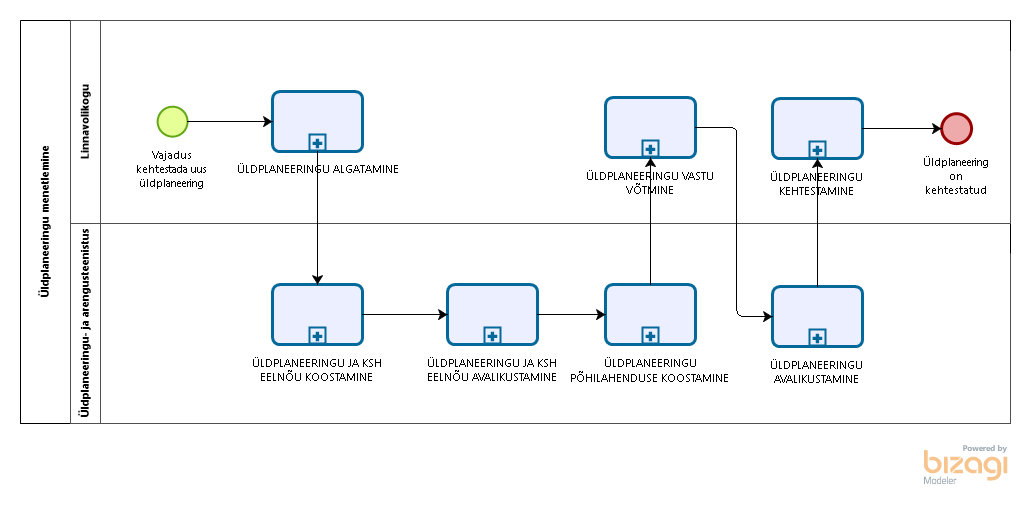 Üldplaneeringu menetlemine
Linnavolikogu
Vajadus
kehtestada uus
üldplaneering
ÜLDPLANEERINGU ALGATAMINE
ÜLDPLANEERINGU VASTU
VÕTMINE
ÜLDPLANEERINGU
KEHTESTAMINE
Üldplaneering
on
kehtestatud
Üldplaneeringu- ja arengusteenistus
ÜLDPLANEERINGU JA KSH
EELNÕU KOOSTAMINE
ÜLDPLANEERINGU JA KSH
EELNÕU AVALIKUSTAMINE
ÜLDPLANEERINGU
PÕHILAHENDUSE KOOSTAMINE
ÜLDPLANEERINGU
AVALIKUSTAMINE
Powered by
bizagi
Modeler